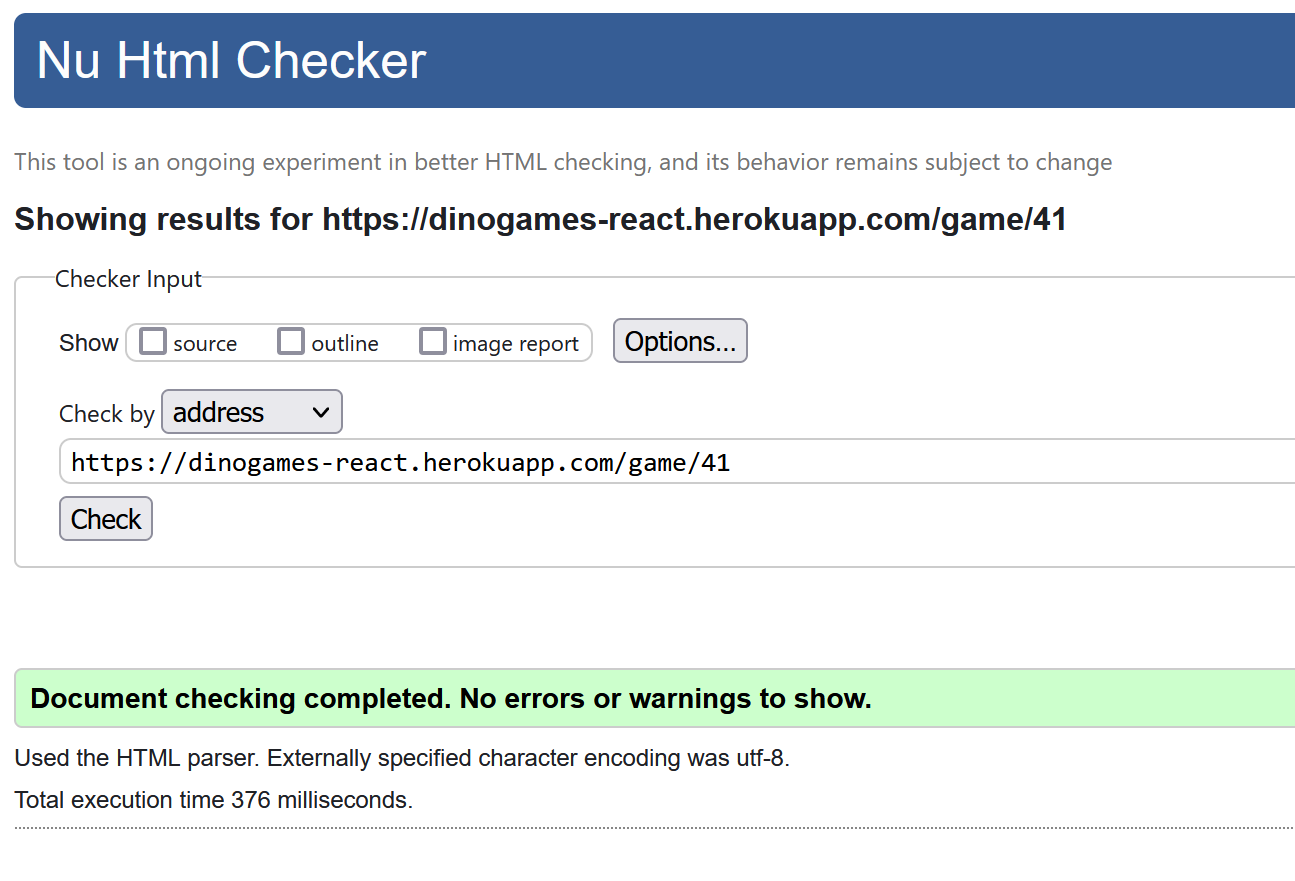 Nu Html Checker
This tool is an ongoing experiment in better HTML checking, and its behavior remains subject to change
Showing results for https://dinogames-react.herokuapp.com/game/41
Checker Input
Show source outline image report Options...
Check by address
https://dinogames-react.herokuapp.com/game/41
Check
Document checking completed. No errors or warnings to show.
Used the HTML parser. Externally specified character encoding was utf-8.
Total execution time 376 milliseconds.